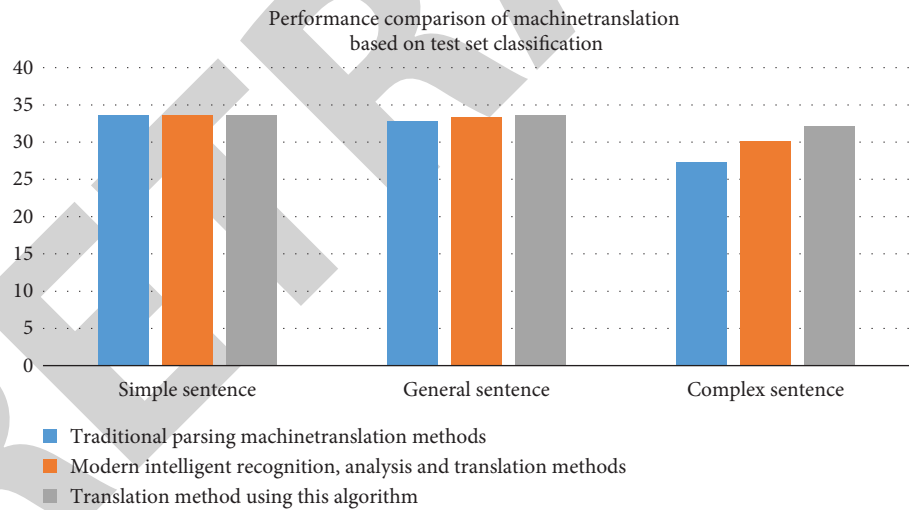 Performance comparison of machinetranslation
based on test set classification
40
35
30
25
20
15
10
5
0
Simple sentence General sentence Complex sentence
Traditional parsing machinetranslation methods
Modern intelligent recognition, analysis and translation methods
Translation method using this algorithm
RETRA